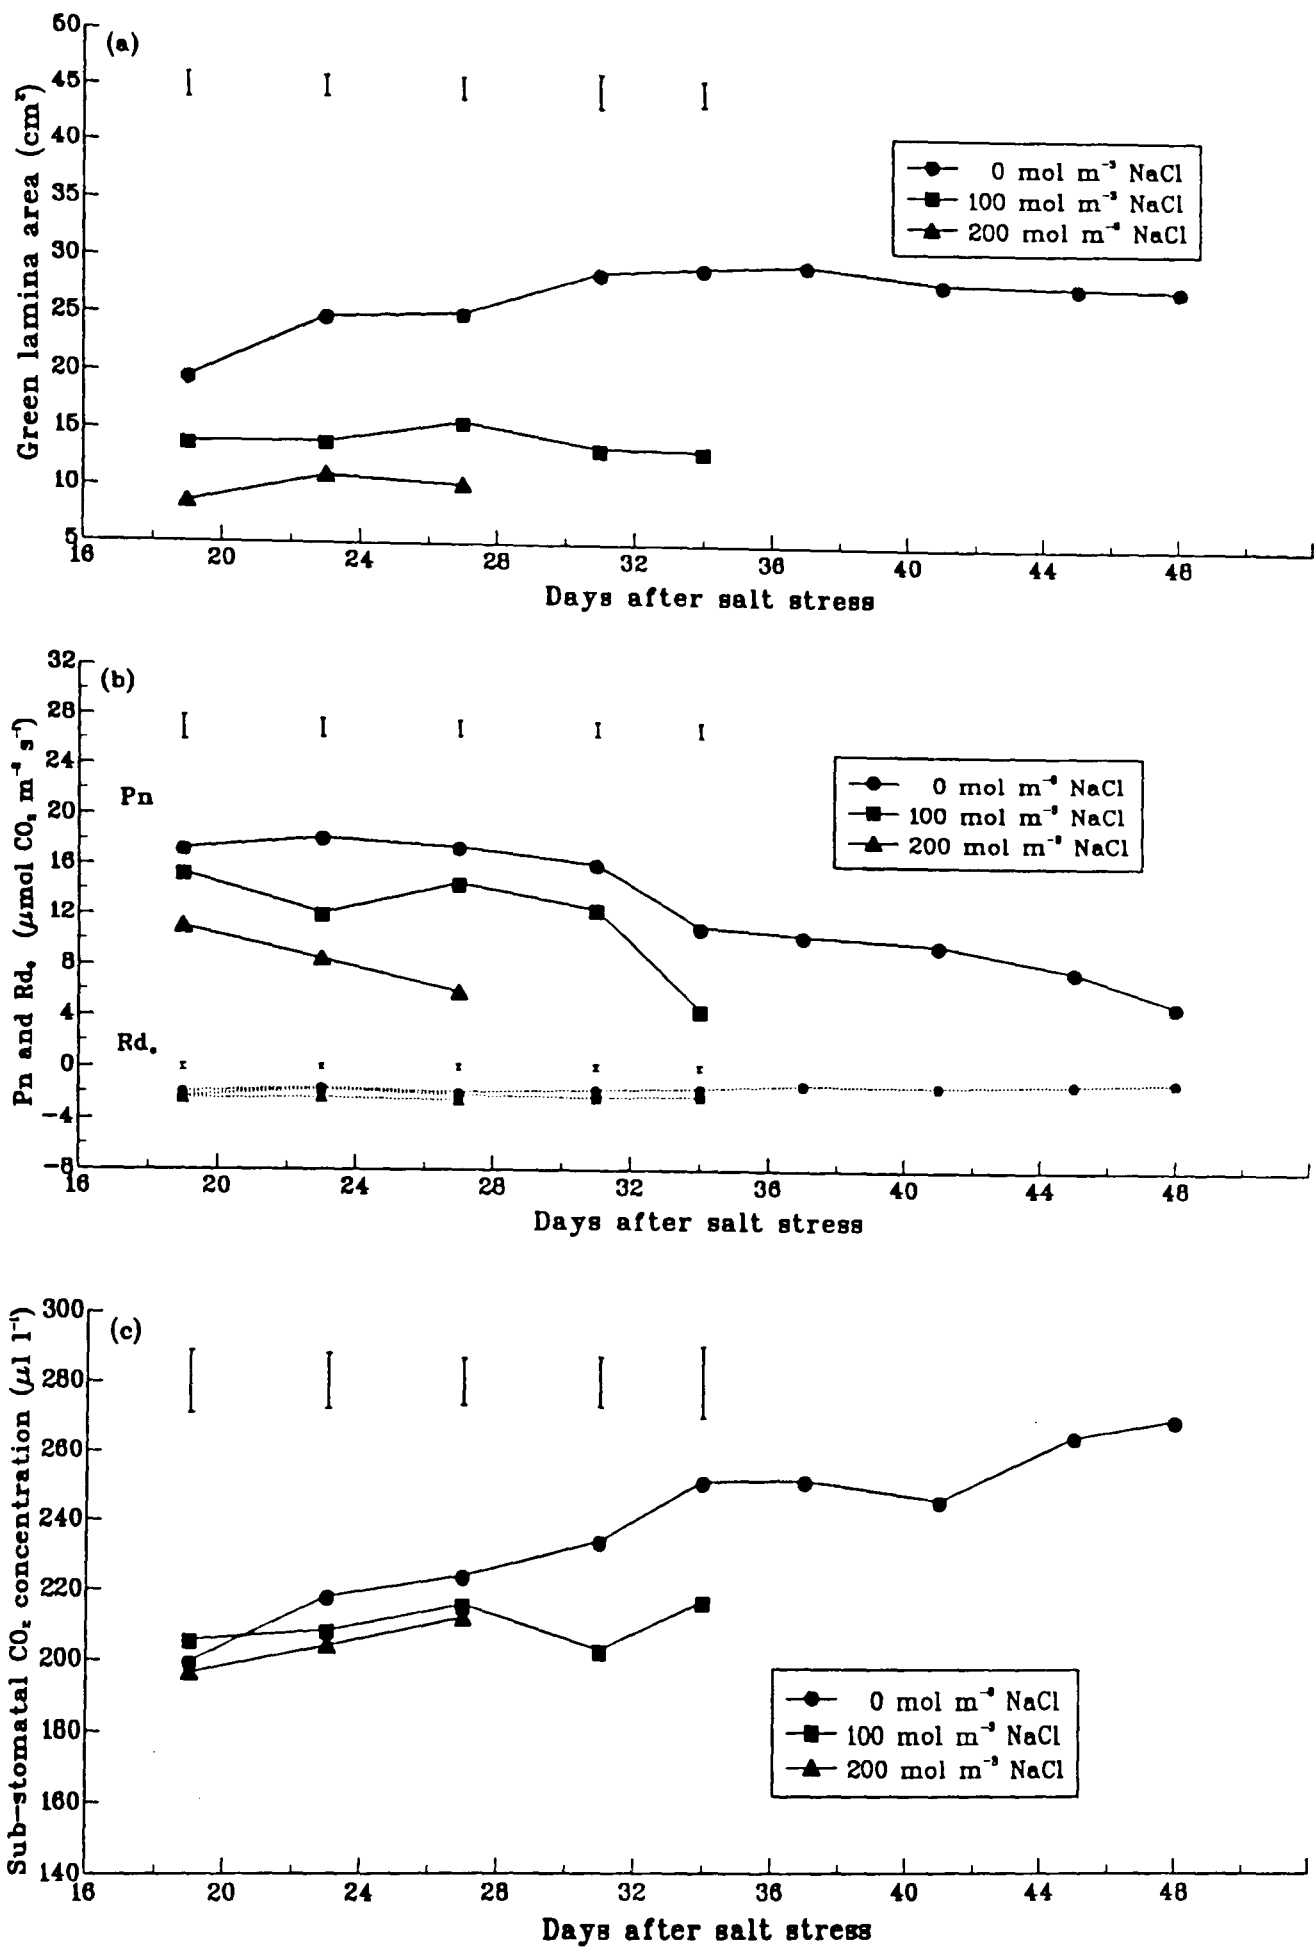 (a)
Green lamina area (cm²)
50
45
40
35
30
25
20
15
10
5
0 mol m⁻³ NaCl
100 mol m⁻³ NaCl
200 mol m⁻³ NaCl
16 20 24 28 32 36 40 44 48
Days after salt stress
(b)
Pn and Rd. (μmol CO₂ m⁻² s⁻¹)
32
28
24
20
16
12
8
4
0
-4
-8
Pn
Rd.
0 mol m⁻³ NaCl
100 mol m⁻³ NaCl
200 mol m⁻³ NaCl
16 20 24 28 32 36 40 44 48
Days after salt stress
(c)
Sub-stomatal CO₂ concentration (μl l⁻¹)
300
280
260
240
220
200
180
160
140
0 mol m⁻³ NaCl
100 mol m⁻³ NaCl
200 mol m⁻³ NaCl
16 20 24 28 32 36 40 44 48
Days after salt stress